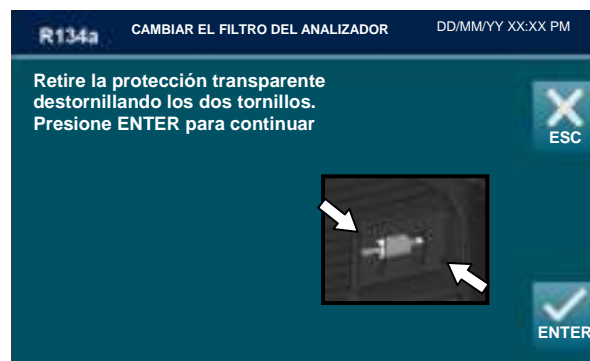 R134a
CAMBIAR EL FILTRO DEL ANALIZADOR
DD/MM/YY XX:XX PM
Retire la protección transparente
destornillando los dos tornillos.
Presione ENTER para continuar
ESC
ENTER